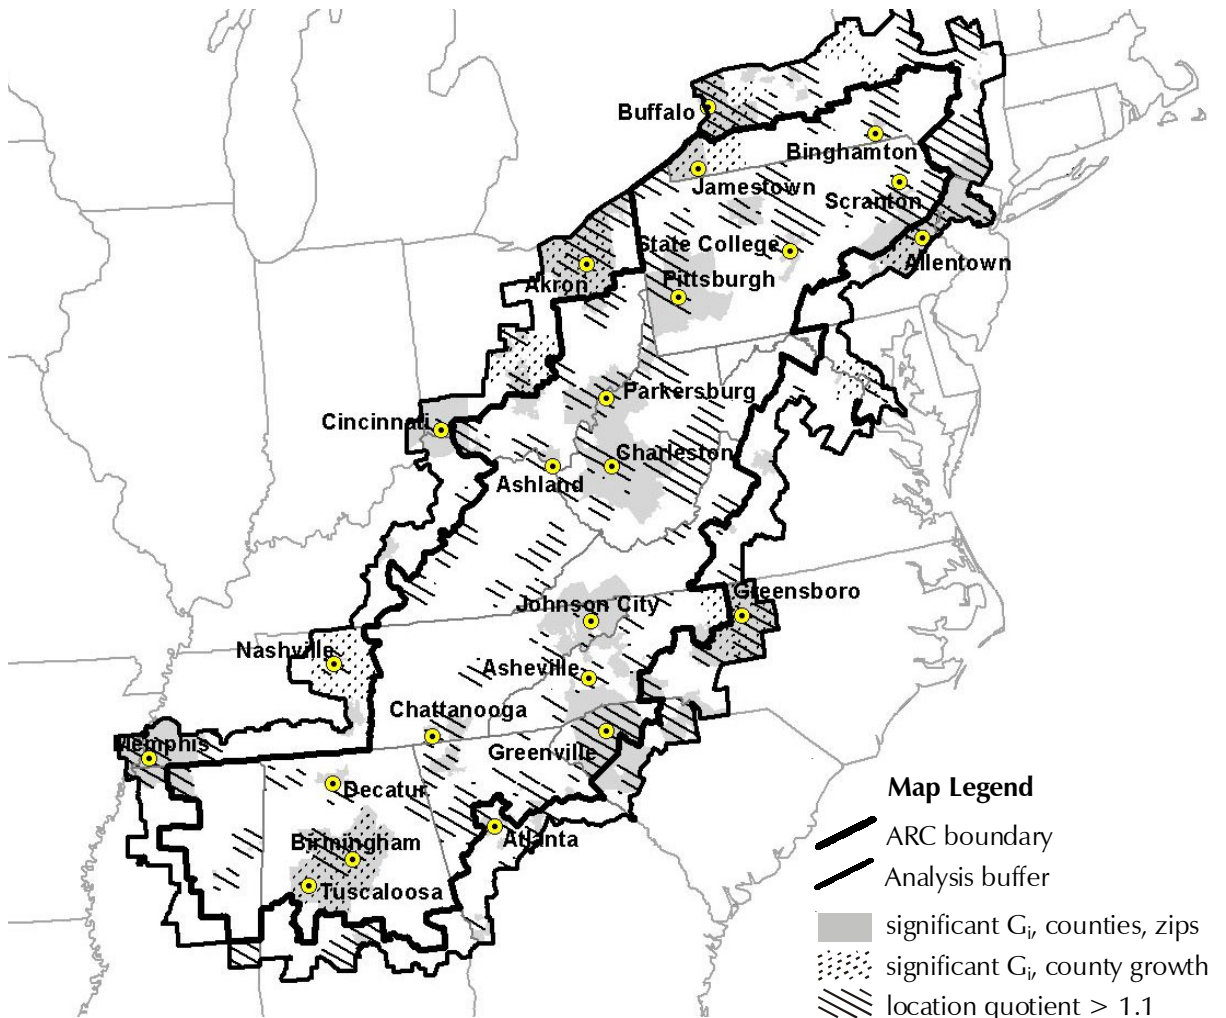 Buffalo
Binghamton
Jamestown
Scranton
State College
Allentown
Akron
Pittsburgh
Parkersburg
Cincinnati
Charleston
Ashland
Johnson City
Greensboro
Nashville
Asheville
Chattanooga
Memphis
Greenville
Decatur
Atlanta
Birmingham
Tuscaloosa
Map Legend
ARC boundary
Analysis buffer
significant Gi, counties, zips
significant Gi, county growth
location quotient > 1.1